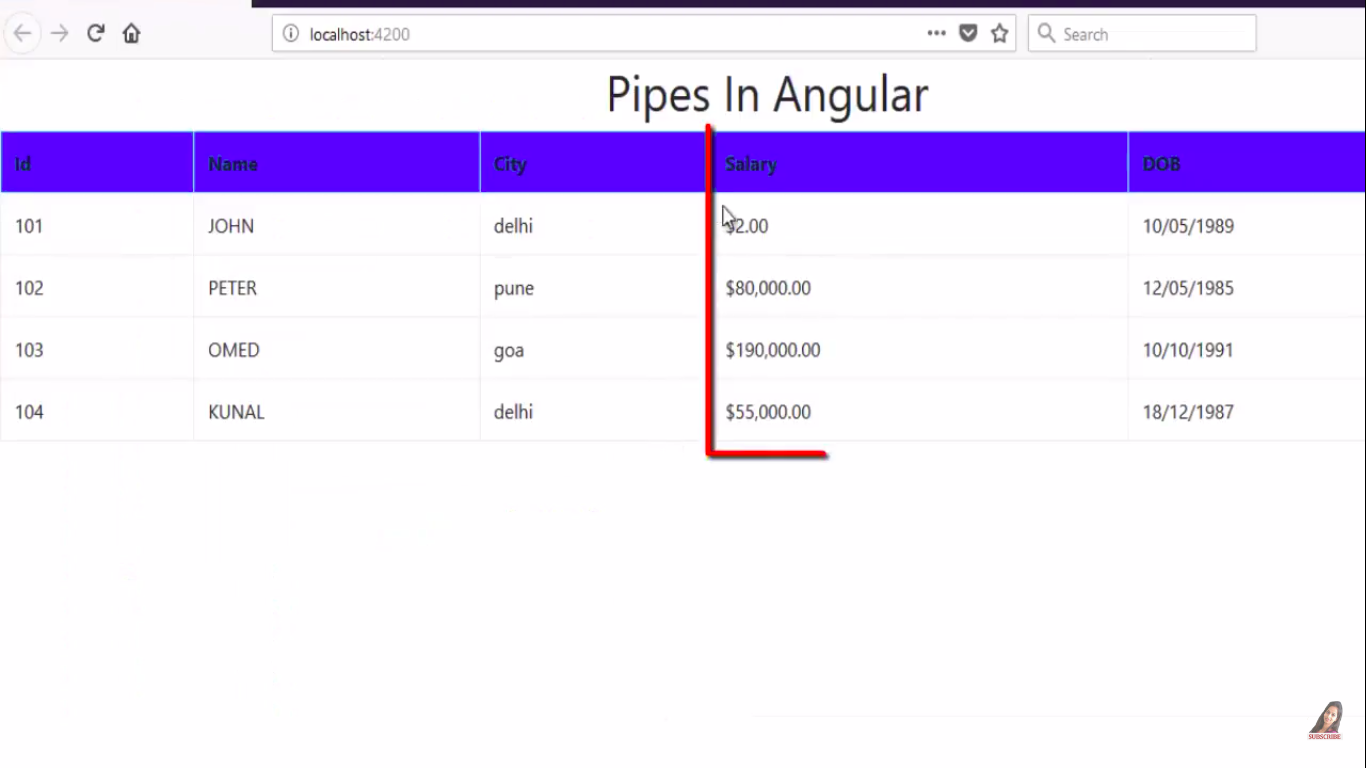 localhost:4200
Search
Pipes In Angular
Id Name City Salary DOB
101 JOHN delhi $2.00 10/05/1989
102 PETER pune $80,000.00 12/05/1985
103 OMED goa $190,000.00 10/10/1991
104 KUNAL delhi $55,000.00 18/12/1987
SUBSCRIBE